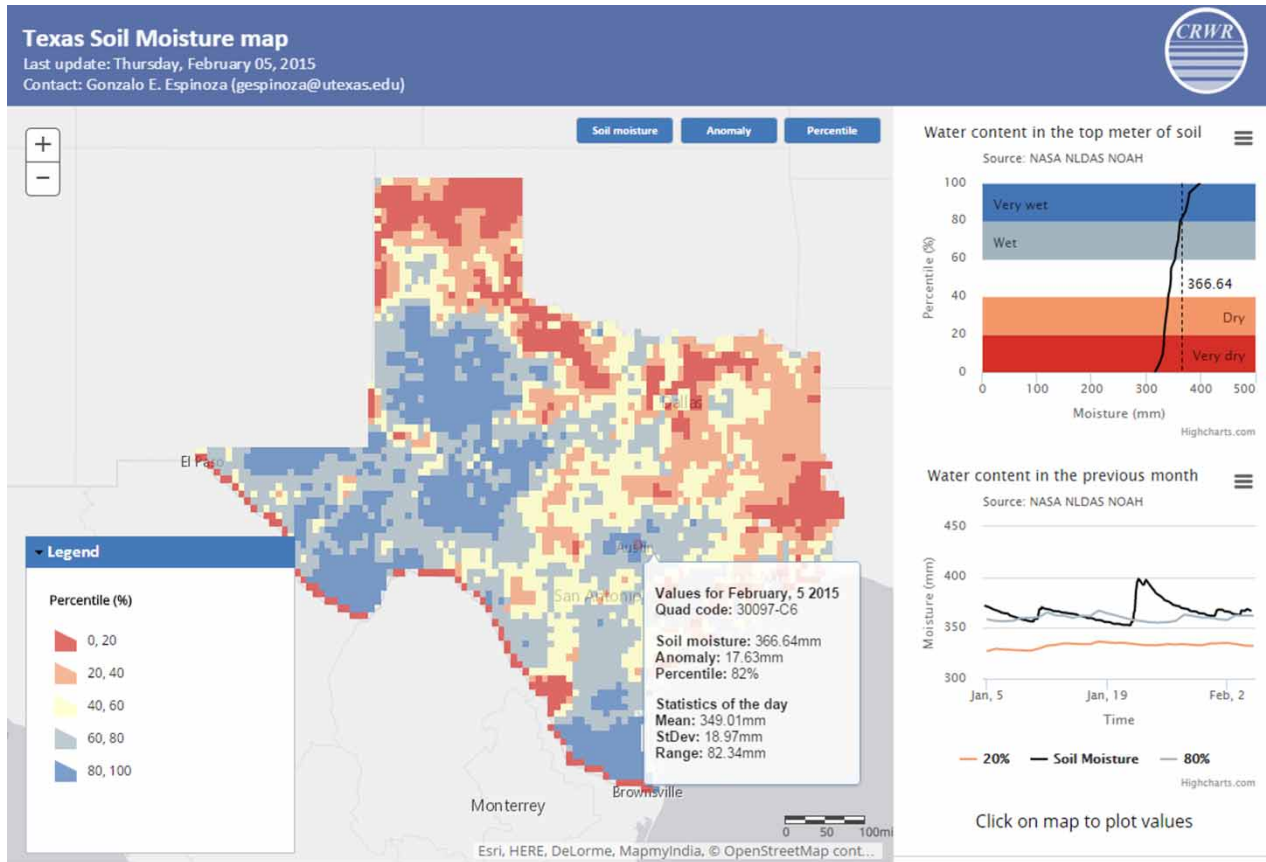 Texas Soil Moisture map
Last update: Thursday, February 05, 2015
Contact: Gonzalo E. Espinoza (gespinoza@utexas.edu)
CRWR
+
−
Soil moisture
Anomaly
Percentile
El Paso
Dallas
Austin
San Antonio
Monterrey
Brownsville
Legend
Percentile (%)
0, 20
20, 40
40, 60
60, 80
80, 100
Values for February, 5 2015
Quad code: 30097-C6
Soil moisture: 366.64mm
Anomaly: 17.63mm
Percentile: 82%
Statistics of the day
Mean: 349.01mm
StDev: 18.97mm
Range: 82.34mm
0 50 100mi
Esri, HERE, DeLorme, MapmyIndia, © OpenStreetMap cont...
Water content in the top meter of soil
Source: NASA NLDAS NOAH
Percentile (%)
100
80
60
40
20
0
Very wet
Wet
366.64
Dry
Very dry
0 100 200 300 400 500
Moisture (mm)
Highcharts.com
Water content in the previous month
Source: NASA NLDAS NOAH
Moisture (mm)
450
400
350
300
Jan, 5 Jan, 19 Feb, 2
Time
20% Soil Moisture 80%
Highcharts.com
Click on map to plot values